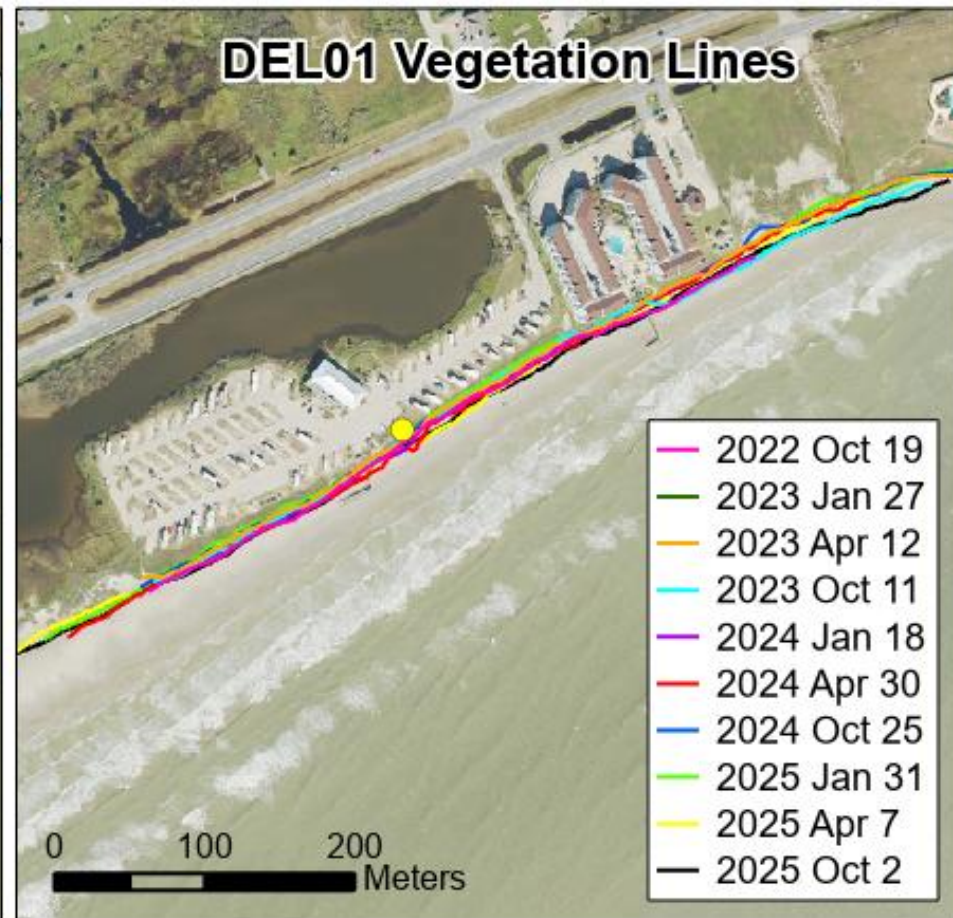 DEL01 Vegetation Lines
2022 Oct 19
2023 Jan 27
2023 Apr 12
2023 Oct 11
2024 Jan 18
2024 Apr 30
2024 Oct 25
2025 Jan 31
2025 Apr 7
2025 Oct 2
0 100 200
Meters